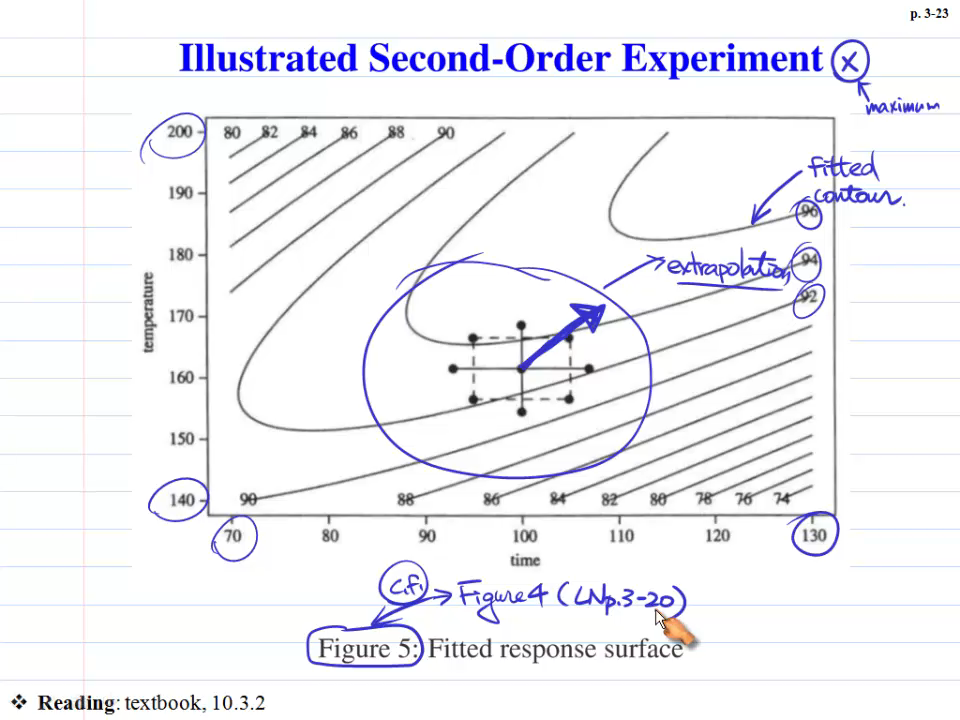 p. 3-23
Illustrated Second-Order Experiment X
maximum
200 80 82 84 86 88 90
fitted
190
contour.
96
180
extrapolation,
94
92
temperature
170
160
150
140 90 88 86 84 82 80 78 76 74
70 80 90 100 110 120 130
time
c.f. → Figure 4 (LNp.3-20)
Figure 5: Fitted response surface
❖ Reading: textbook, 10.3.2